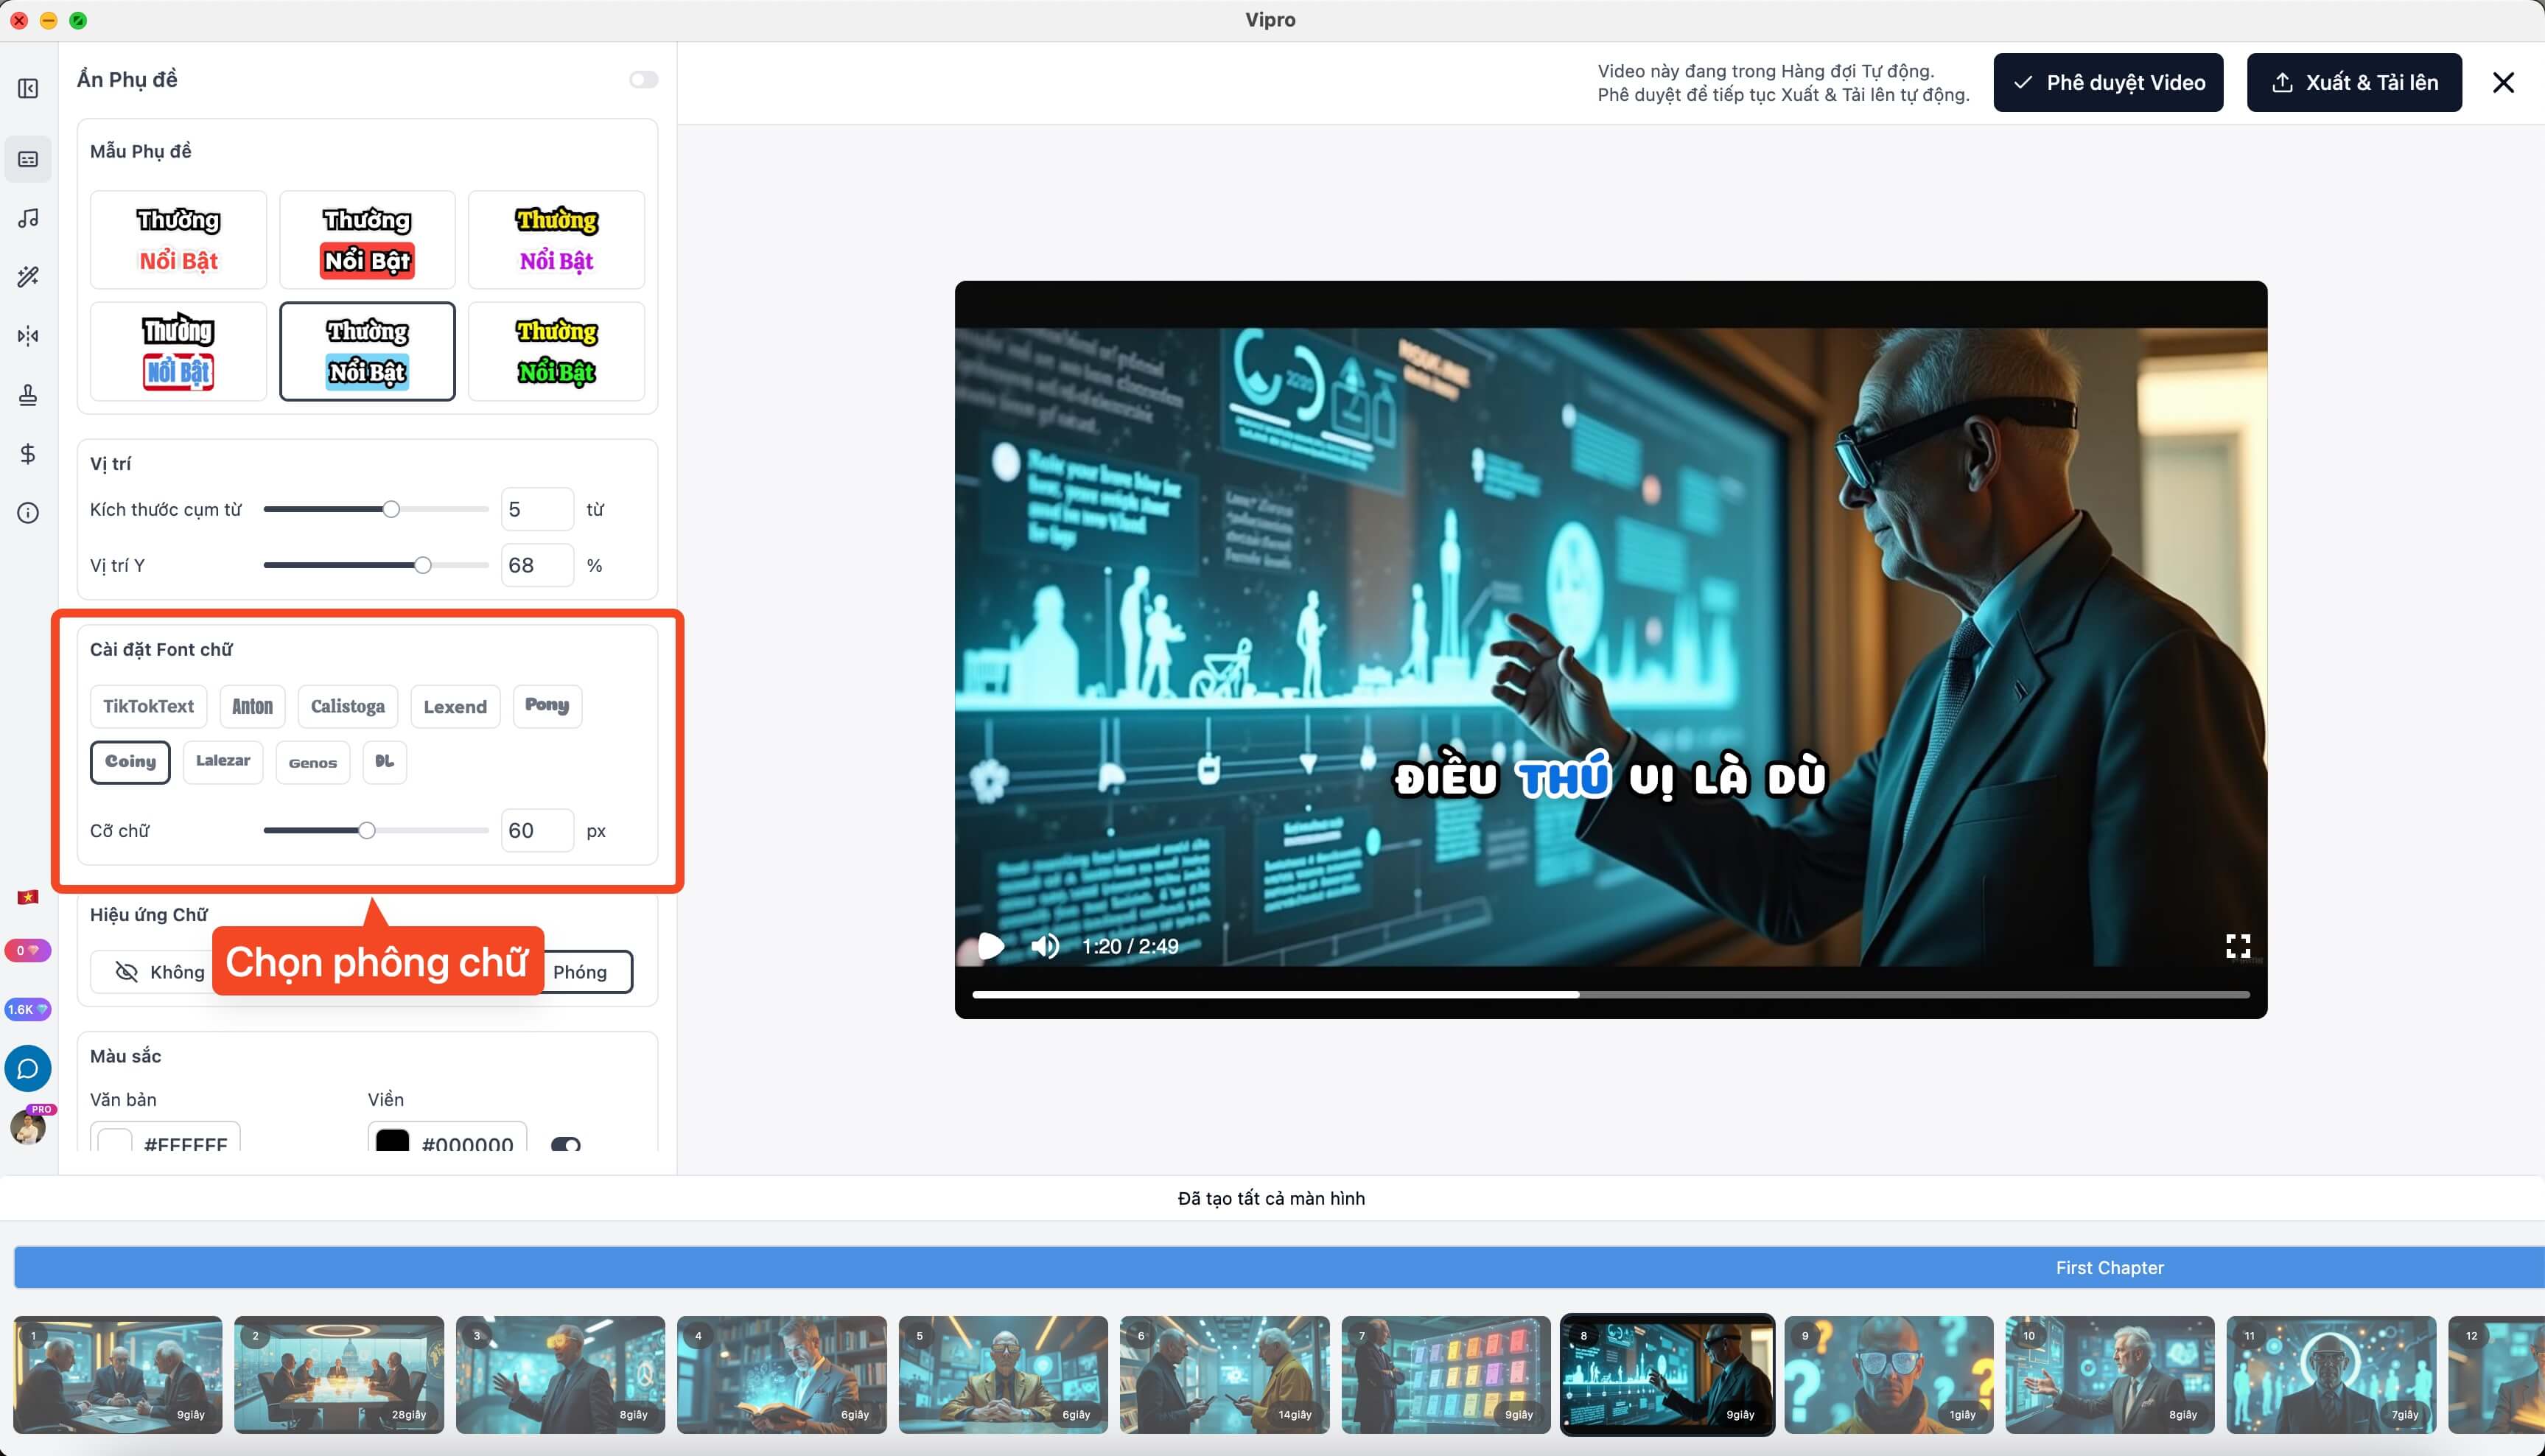 Vipro
Ẩn Phụ đề
Video này đang trong Hàng đợi Tự động.
Phê duyệt để tiếp tục Xuất & Tải lên tự động.
Phê duyệt Video
Xuất & Tải lên
Mẫu Phụ đề
Thường
Nổi Bật
Thường
Nổi Bật
Thường
Nổi Bật
Thường
Nổi Bật
Thường
Nổi Bật
Thường
Nổi Bật
Vị trí
Kích thước cụm từ
5
từ
Vị trí Y
68
%
Cài đặt Font chữ
TikTokText
Anton
Calistoga
Lexend
Pony
Coiny
Lalezar
Genos
ĐL
Cỡ chữ
60
px
Hiệu ứng Chữ
Không
Chọn phông chữ
Phóng
0
1.6K
PRO
Màu sắc
Văn bản
Viền
#FFFFFF
#000000
ĐIỀU THÚ VỊ LÀ DÙ
1:20 / 2:49
Đã tạo tất cả màn hình
First Chapter
1
9giây
2
28giây
3
8giây
4
6giây
5
6giây
6
14giây
7
9giây
8
9giây
9
1giây
10
8giây
11
7giây
12